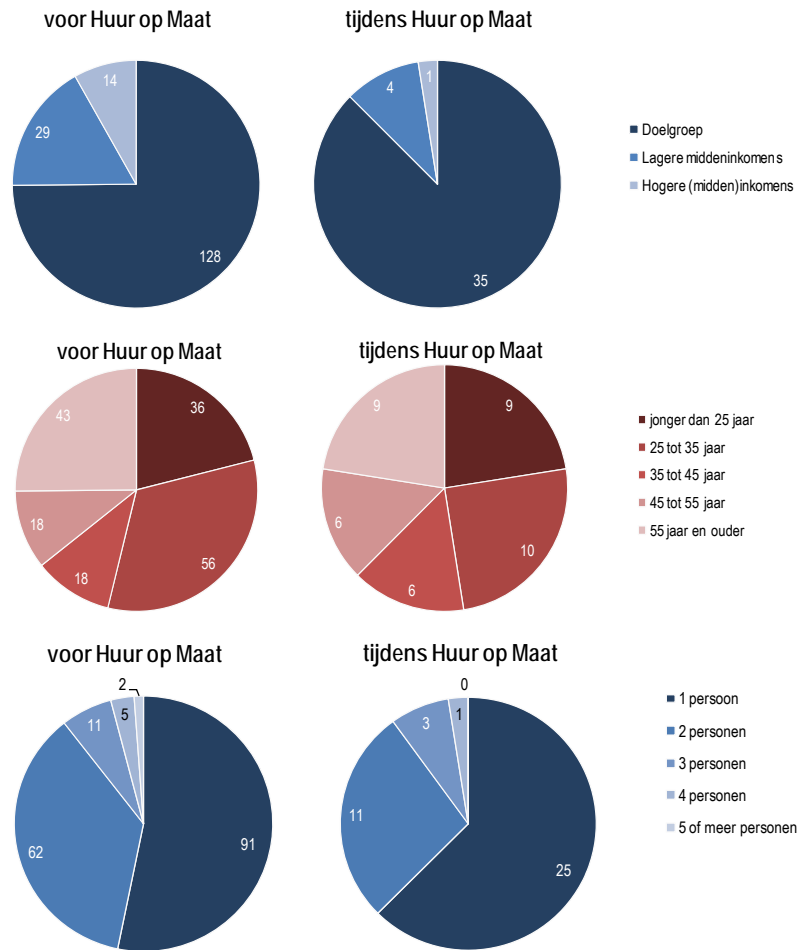 voor Huur op Maat
tijdens Huur op Maat
14
29
128
1
4
35
Doelgroep
Lagere middeninkomens
Hogere (midden)inkomens
voor Huur op Maat
tijdens Huur op Maat
43
36
18
18
56
9
9
6
6
10
jonger dan 25 jaar
25 tot 35 jaar
35 tot 45 jaar
45 tot 55 jaar
55 jaar en ouder
voor Huur op Maat
tijdens Huur op Maat
2
5
11
62
91
0
1
3
11
25
1 persoon
2 personen
3 personen
4 personen
5 of meer personen